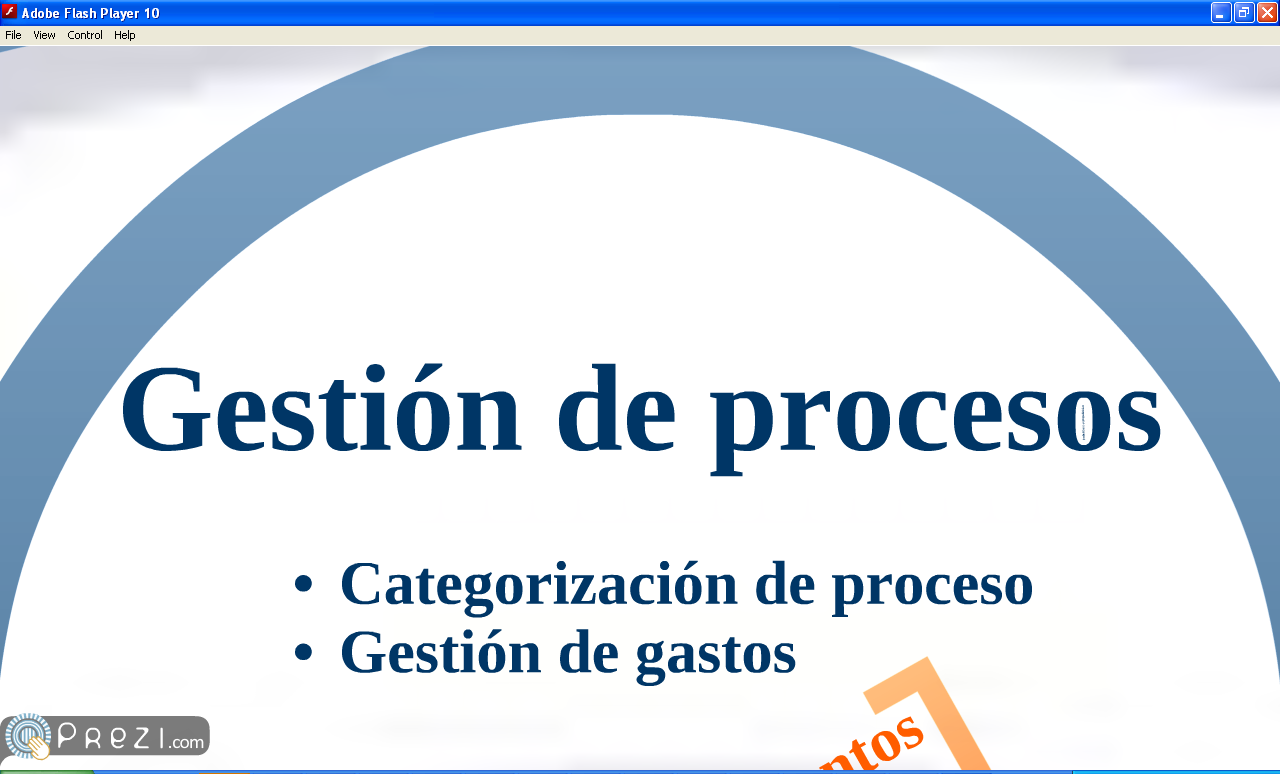 Adobe Flash Player 10
File View Control Help
Gestión de procesos
• Categorización de proceso
• Gestión de gastos
ntos
Prezi.com